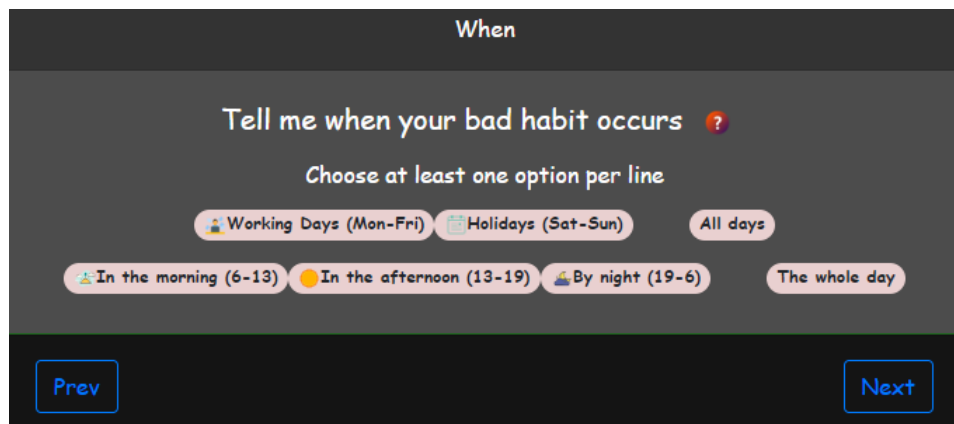 When
Tell me when your bad habit occurs ?
Choose at least one option per line
Working Days (Mon-Fri) Holidays (Sat-Sun) All days
In the morning (6-13) In the afternoon (13-19) By night (19-6) The whole day
Prev Next